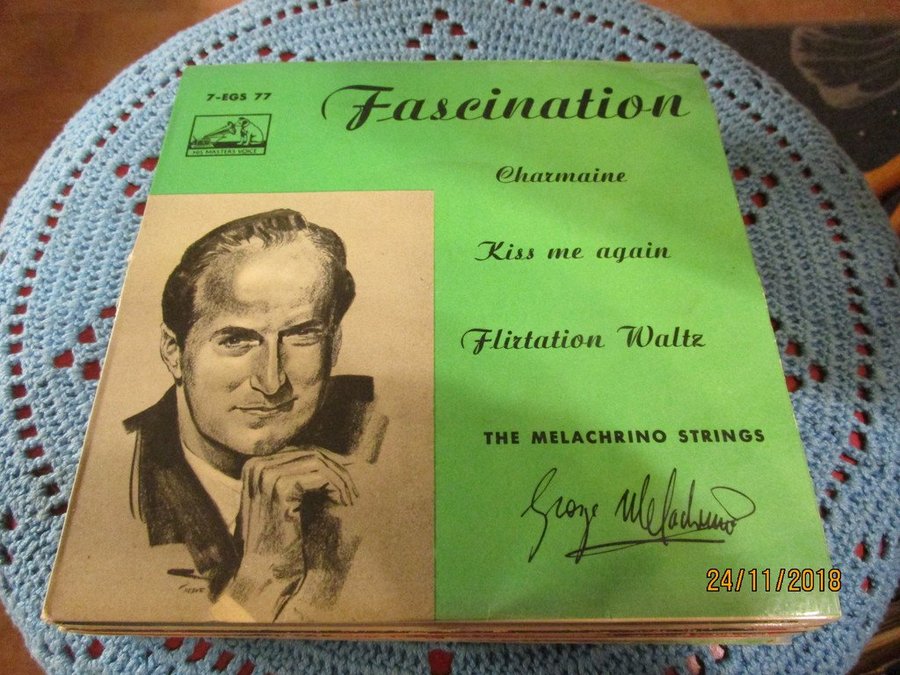 7-EGS 77
Fascination
HIS MASTERS VOICE
Charmaine
Kiss me again
Flirtation Waltz
THE MELACHRINO STRINGS
George Melachrino
24/11/2018